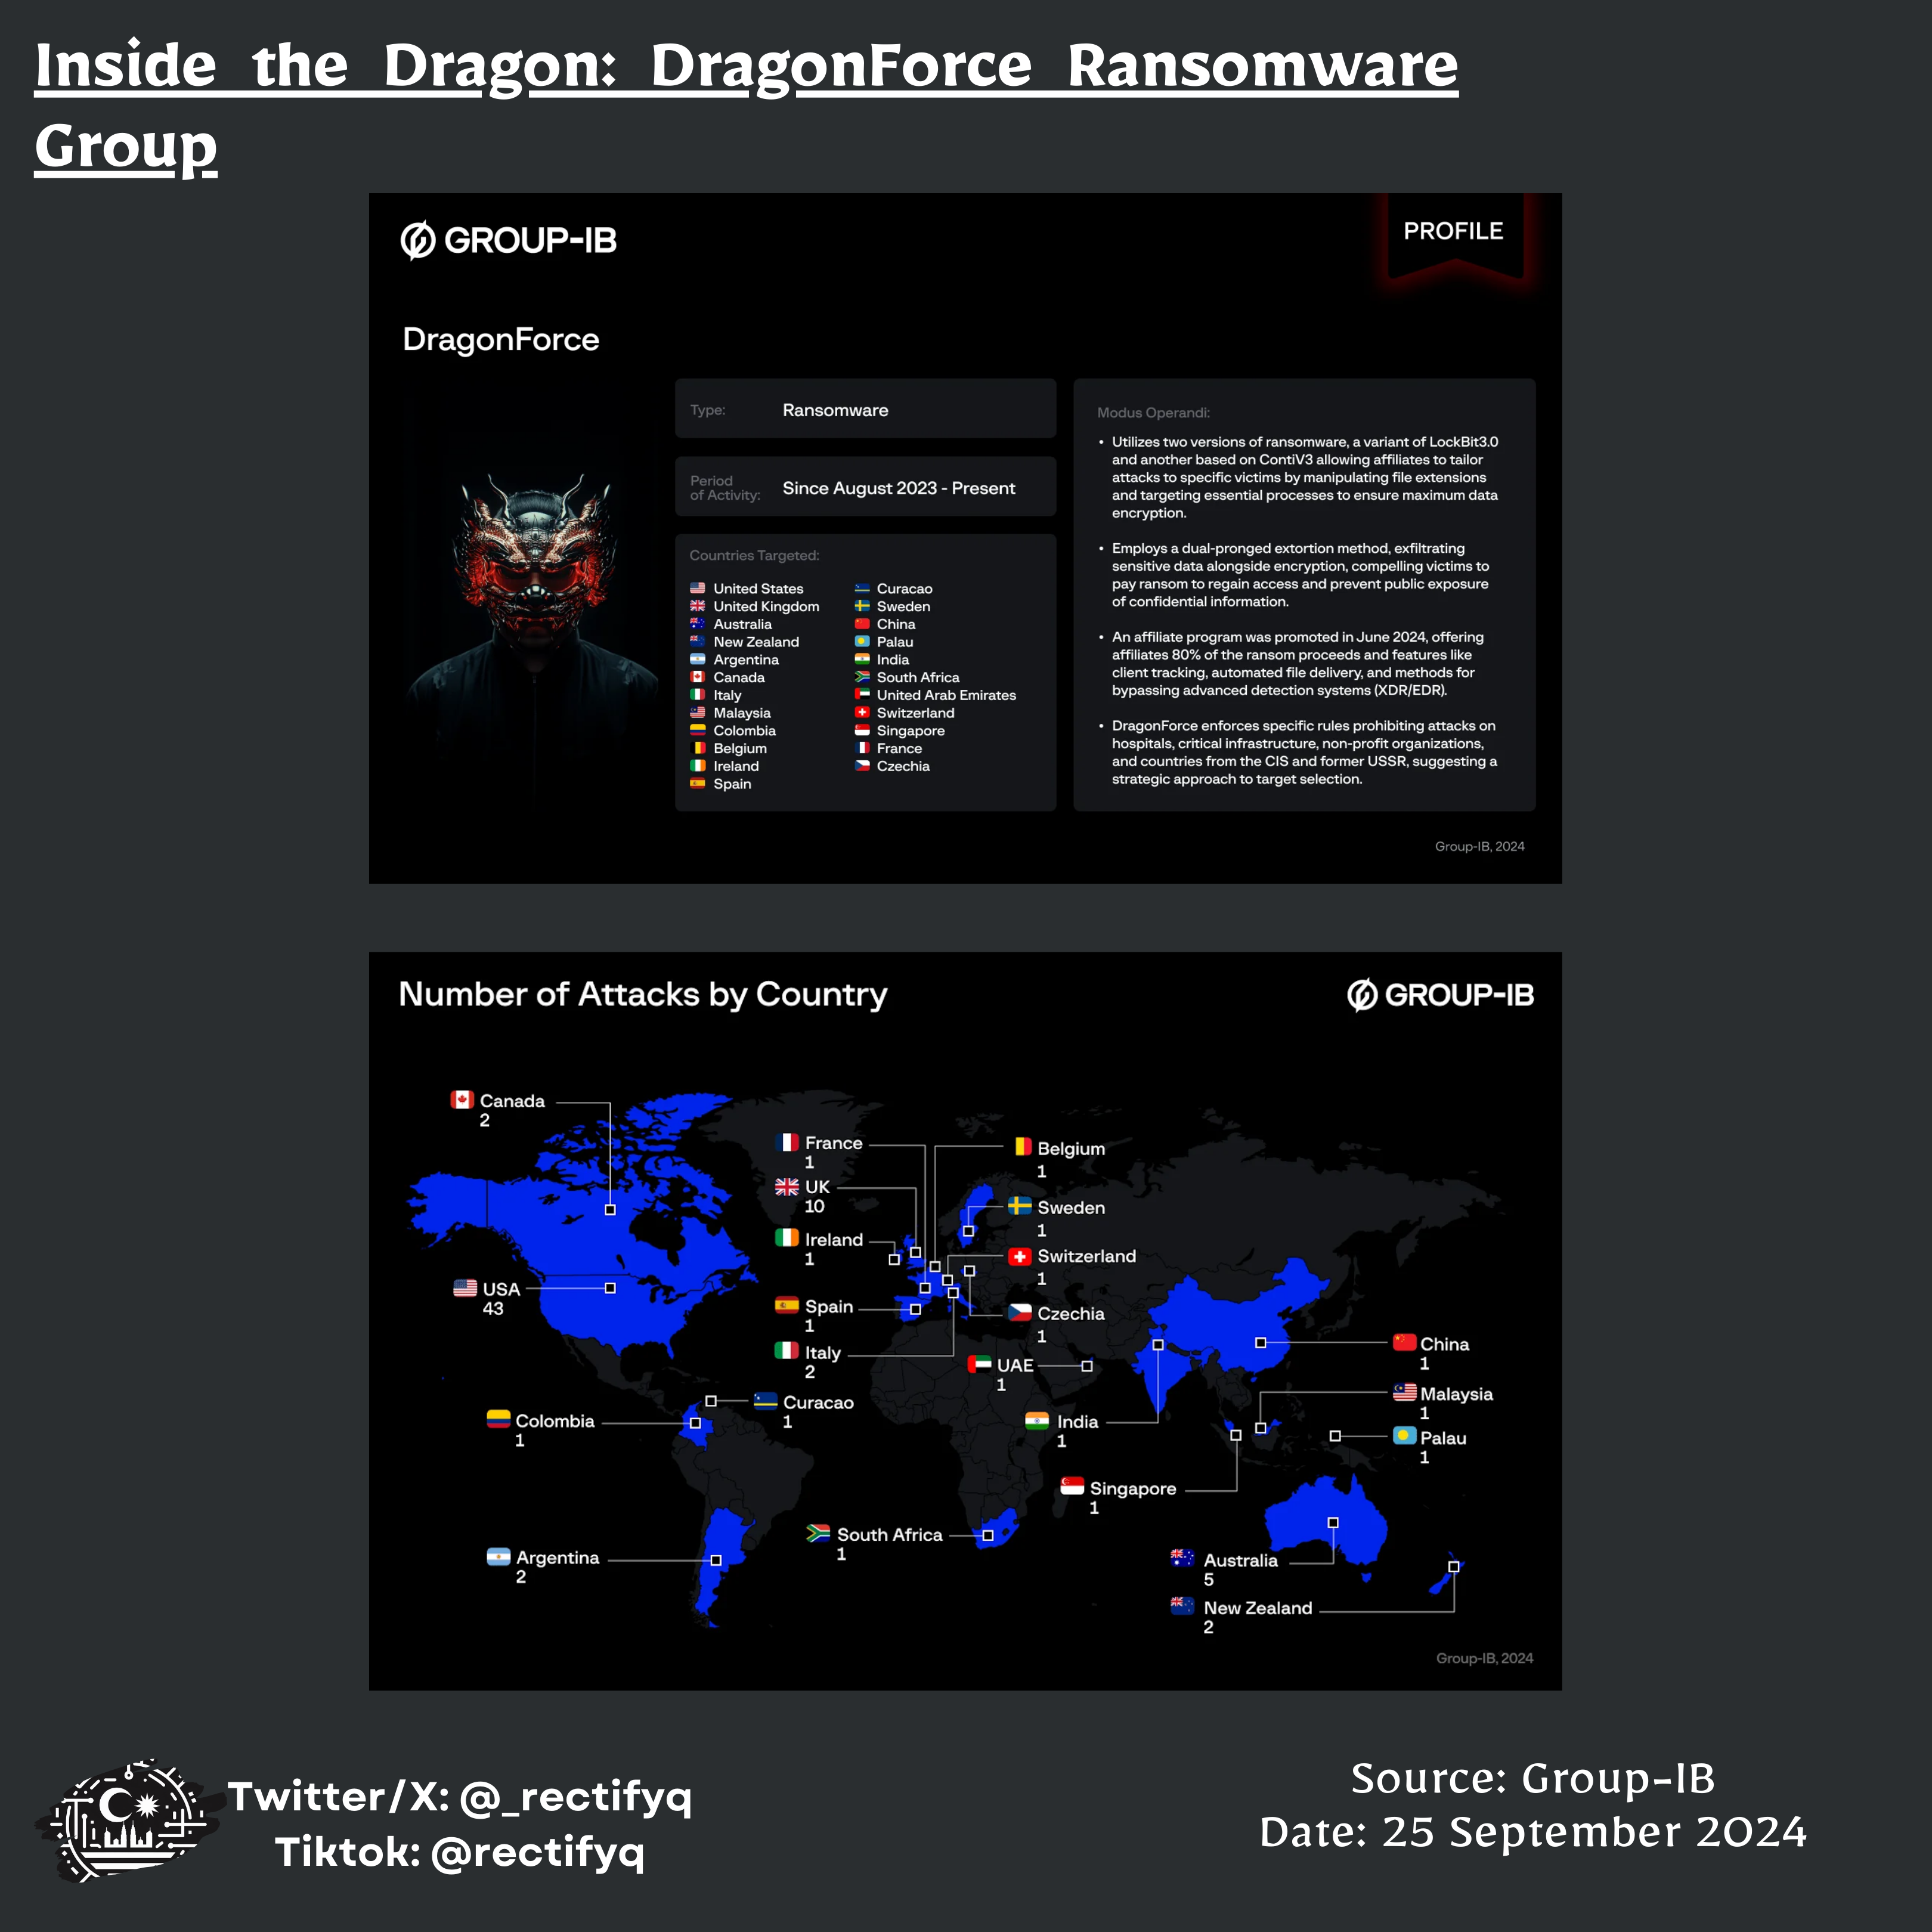 Inside the Dragon: DragonForce Ransomware
Group
GROUP-IB
PROFILE
DragonForce
Type: Ransomware
Period
of Activity: Since August 2023 - Present
Countries Targeted:
United States
United Kingdom
Australia
New Zealand
Argentina
Canada
Italy
Malaysia
Colombia
Belgium
Ireland
Spain
Curacao
Sweden
China
Palau
India
South Africa
United Arab Emirates
Switzerland
Singapore
France
Czechia
Modus Operandi:
• Utilizes two versions of ransomware, a variant of LockBit3.0
and another based on ContiV3 allowing affiliates to tailor
attacks to specific victims by manipulating file extensions
and targeting essential processes to ensure maximum data
encryption.
• Employs a dual-pronged extortion method, exfiltrating
sensitive data alongside encryption, compelling victims to
pay ransom to regain access and prevent public exposure
of confidential information.
• An affiliate program was promoted in June 2024, offering
affiliates 80% of the ransom proceeds and features like
client tracking, automated file delivery, and methods for
bypassing advanced detection systems (XDR/EDR).
• DragonForce enforces specific rules prohibiting attacks on
hospitals, critical infrastructure, non-profit organizations,
and countries from the CIS and former USSR, suggesting a
strategic approach to target selection.
Group-IB, 2024
Number of Attacks by Country
GROUP-IB
Canada
2
France
1
Belgium
1
UK
10
Sweden
1
Ireland
1
Switzerland
1
USA
43
Spain
1
Czechia
1
Italy
2
China
1
UAE
1
Malaysia
1
Curacao
1
Colombia
1
India
1
Palau
1
Singapore
1
South Africa
1
Argentina
2
Australia
5
New Zealand
2
Group-IB, 2024
Twitter/X: @_rectifyq
Tiktok: @rectifyq
Source: Group-IB
Date: 25 September 2024